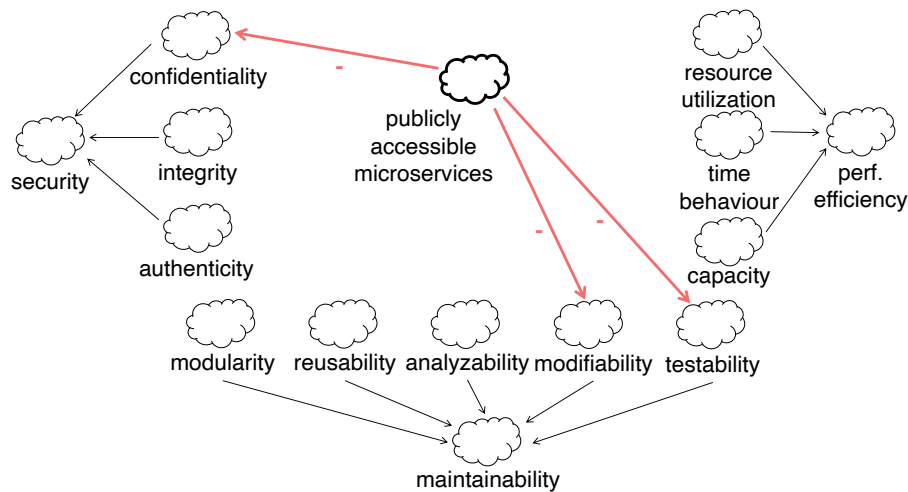 confidentiality
-
publicly
accessible
microservices
resource
utilization
security
integrity
time
behaviour
perf.
efficiency
authenticity
-
-
capacity
modularity
reusability
analyzability
modifiability
testability
maintainability